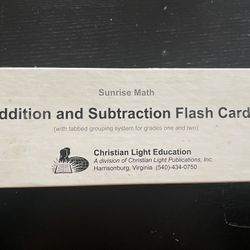 Sunrise Math
ddition and Subtraction Flash Card
(with tabbed grouping system for grades one and two)
Christian Light Education
A division of Christian Light Publications, Inc.
Harrisonburg, Virginia (540)-434-0750